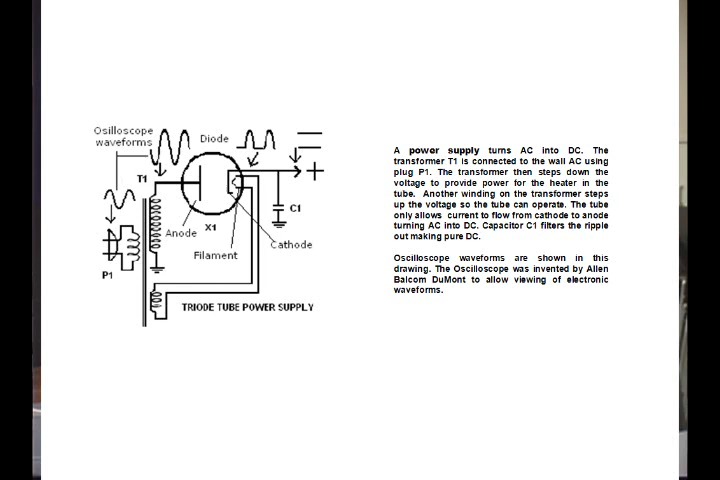 Osilloscope
waveforms
Diode
T1
+
C1
Anode
X1
Cathode
Filament
P1
TRIODE TUBE POWER SUPPLY
A power supply turns AC into DC. The
transformer T1 is connected to the wall AC using
plug P1. The transformer then steps down the
voltage to provide power for the heater in the
tube. Another winding on the transformer steps
up the voltage so the tube can operate. The tube
only allows current to flow from cathode to anode
turning AC into DC. Capacitor C1 filters the ripple
out making pure DC.
Oscilloscope waveforms are shown in this
drawing. The Oscilloscope was invented by Allen
Balcom DuMont to allow viewing of electronic
waveforms.